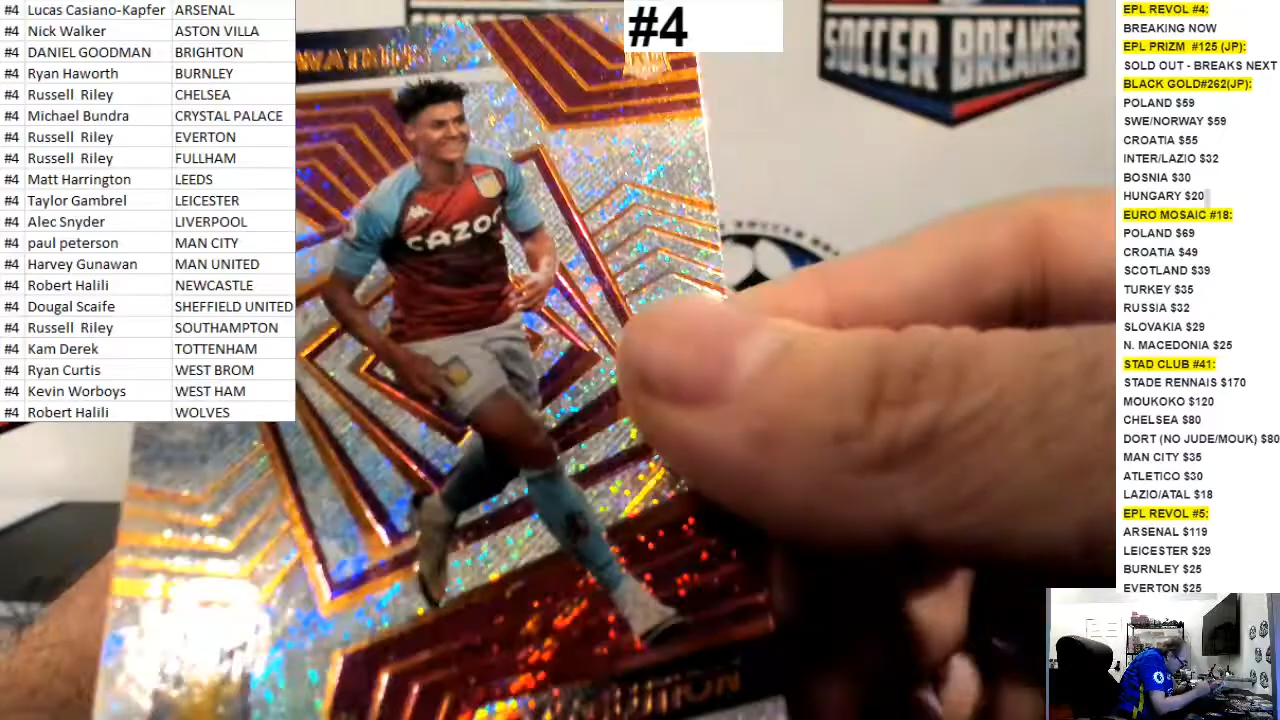 #4 Lucas Casiano-Kapfer ARSENAL
#4 Nick Walker ASTON VILLA
#4 DANIEL GOODMAN BRIGHTON
#4 Ryan Haworth BURNLEY
#4 Russell Riley CHELSEA
#4 Michael Bundra CRYSTAL PALACE
#4 Russell Riley EVERTON
#4 Russell Riley FULLHAM
#4 Matt Harrington LEEDS
#4 Taylor Gambrel LEICESTER
#4 Alec Snyder LIVERPOOL
#4 paul peterson MAN CITY
#4 Harvey Gunawan MAN UNITED
#4 Robert Halili NEWCASTLE
#4 Dougal Scaife SHEFFIELD UNITED
#4 Russell Riley SOUTHAMPTON
#4 Kam Derek TOTTENHAM
#4 Ryan Curtis WEST BROM
#4 Kevin Worboys WEST HAM
#4 Robert Halili WOLVES
#4
SOCCER BREAKERS
CAZOO
EPL REVOL #4:
BREAKING NOW
EPL PRIZM #125 (JP):
SOLD OUT - BREAKS NEXT
BLACK GOLD#262(JP):
POLAND $59
SWE/NORWAY $59
CROATIA $55
INTER/LAZIO $32
BOSNIA $30
HUNGARY $20
EURO MOSAIC #18:
POLAND $69
CROATIA $49
SCOTLAND $39
TURKEY $35
RUSSIA $32
SLOVAKIA $29
N. MACEDONIA $25
STAD CLUB #41:
STADE RENNAIS $170
MOUKOKO $120
CHELSEA $80
DORT (NO JUDE/MOUK) $80
MAN CITY $35
ATLETICO $30
LAZIO/ATAL $18
EPL REVOL #5:
ARSENAL $119
LEICESTER $29
BURNLEY $25
EVERTON $25